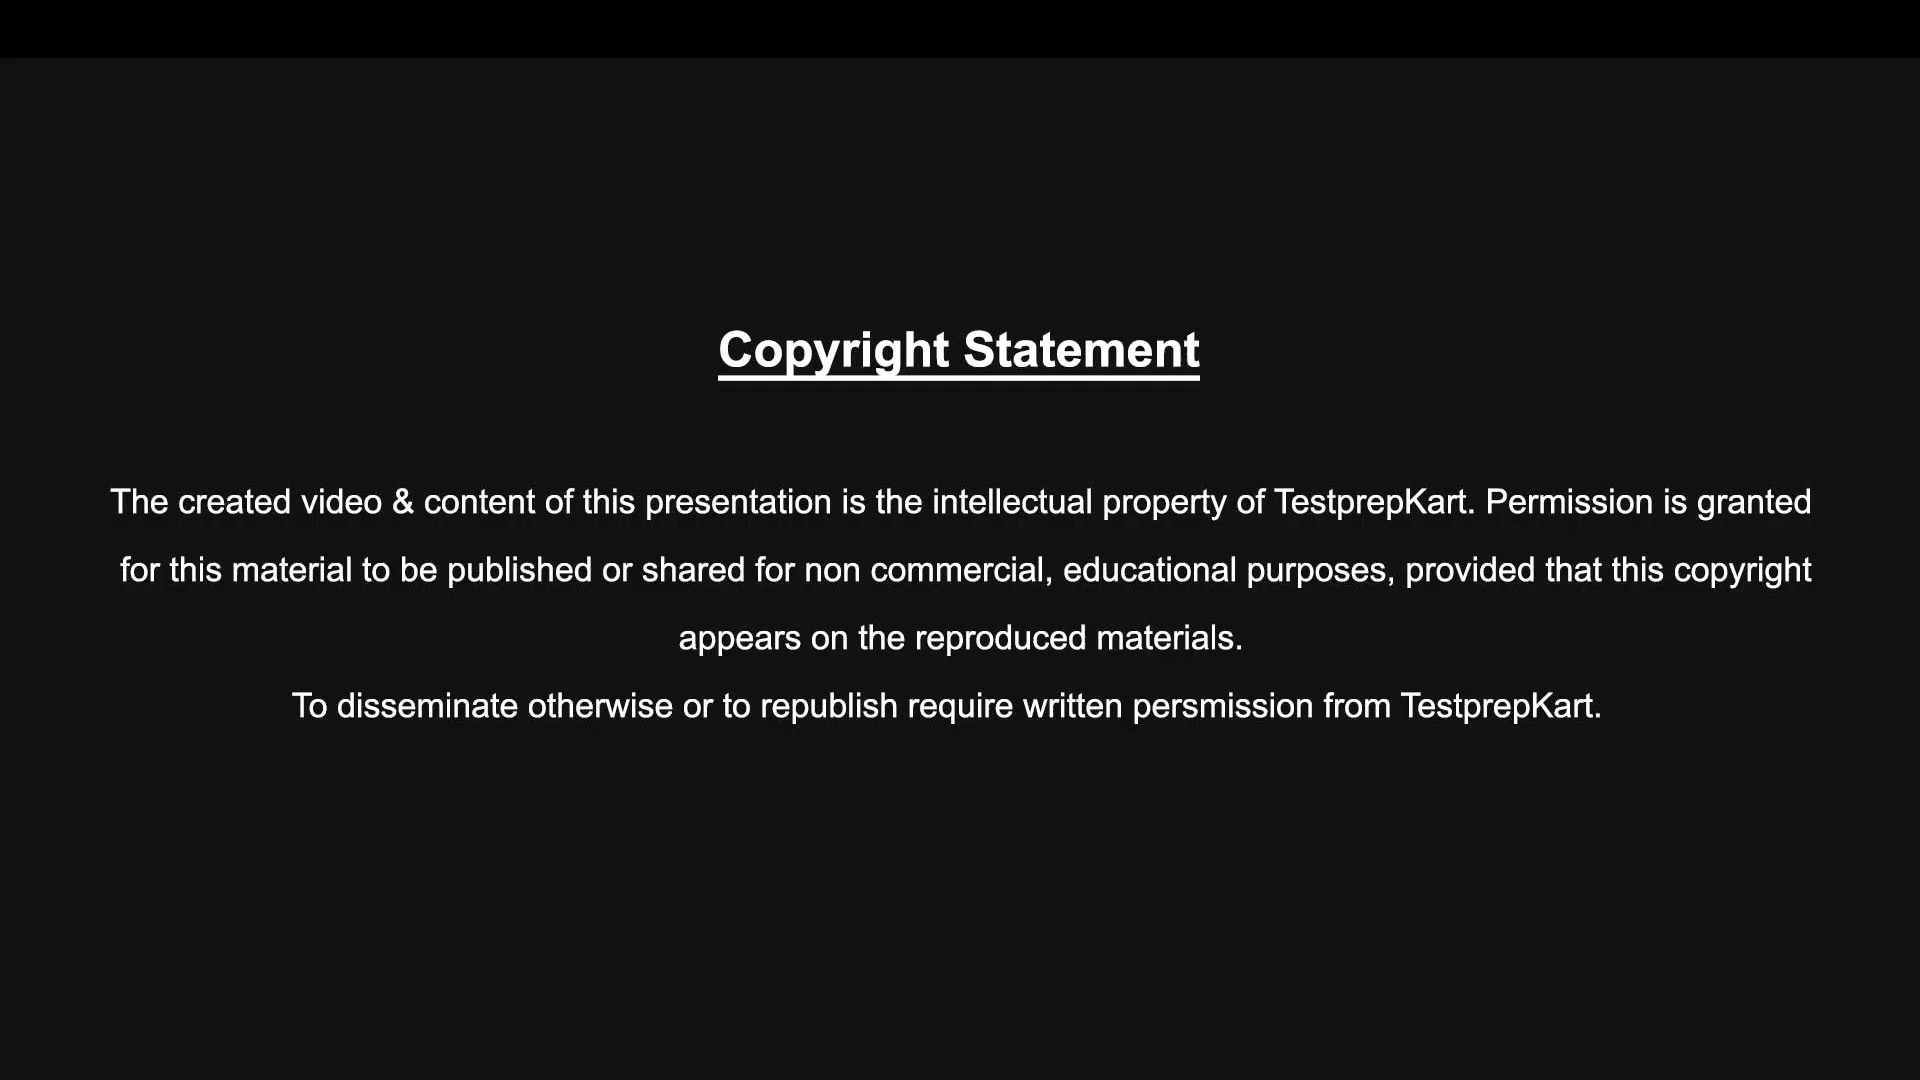 Copyright Statement
The created video & content of this presentation is the intellectual property of TestprepKart. Permission is granted
for this material to be published or shared for non commercial, educational purposes, provided that this copyright
appears on the reproduced materials.
To disseminate otherwise or to republish require written persmission from TestprepKart.